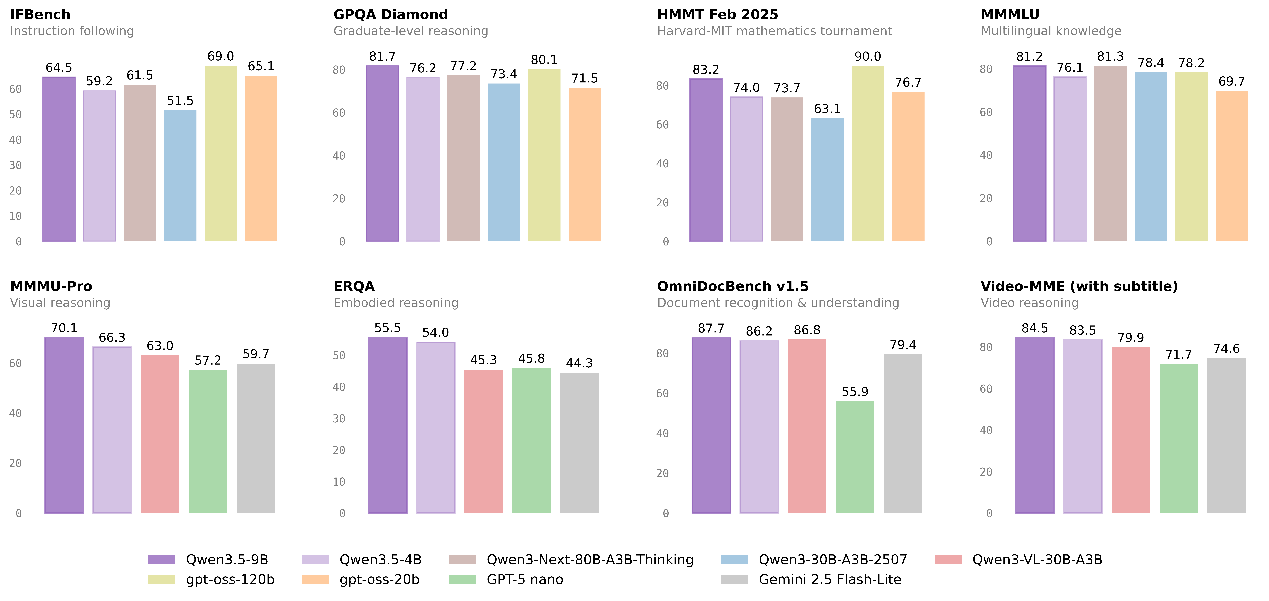 IFBench
Instruction following
64.5 59.2 61.5 51.5 69.0 65.1
60
50
40
30
20
10
0
GPQA Diamond
Graduate-level reasoning
81.7 76.2 77.2 73.4 80.1 71.5
80
60
40
20
0
HMMT Feb 2025
Harvard-MIT mathematics tournament
83.2 74.0 73.7 63.1 90.0 76.7
80
60
40
20
0
MMMLU
Multilingual knowledge
81.2 76.1 81.3 78.4 78.2 69.7
80
60
40
20
0
MMMU-Pro
Visual reasoning
70.1 66.3 63.0 57.2 59.7
60
40
20
0
ERQA
Embodied reasoning
55.5 54.0 45.3 45.8 44.3
50
40
30
20
10
0
OmniDocBench v1.5
Document recognition & understanding
87.7 86.2 86.8 55.9 79.4
80
60
40
20
0
Video-MME (with subtitle)
Video reasoning
84.5 83.5 79.9 71.7 74.6
80
60
40
20
0
Qwen3.5-9B Qwen3.5-4B Qwen3-Next-80B-A3B-Thinking Qwen3-30B-A3B-2507 Qwen3-VL-30B-A3B
gpt-oss-120b gpt-oss-20b GPT-5 nano Gemini 2.5 Flash-Lite